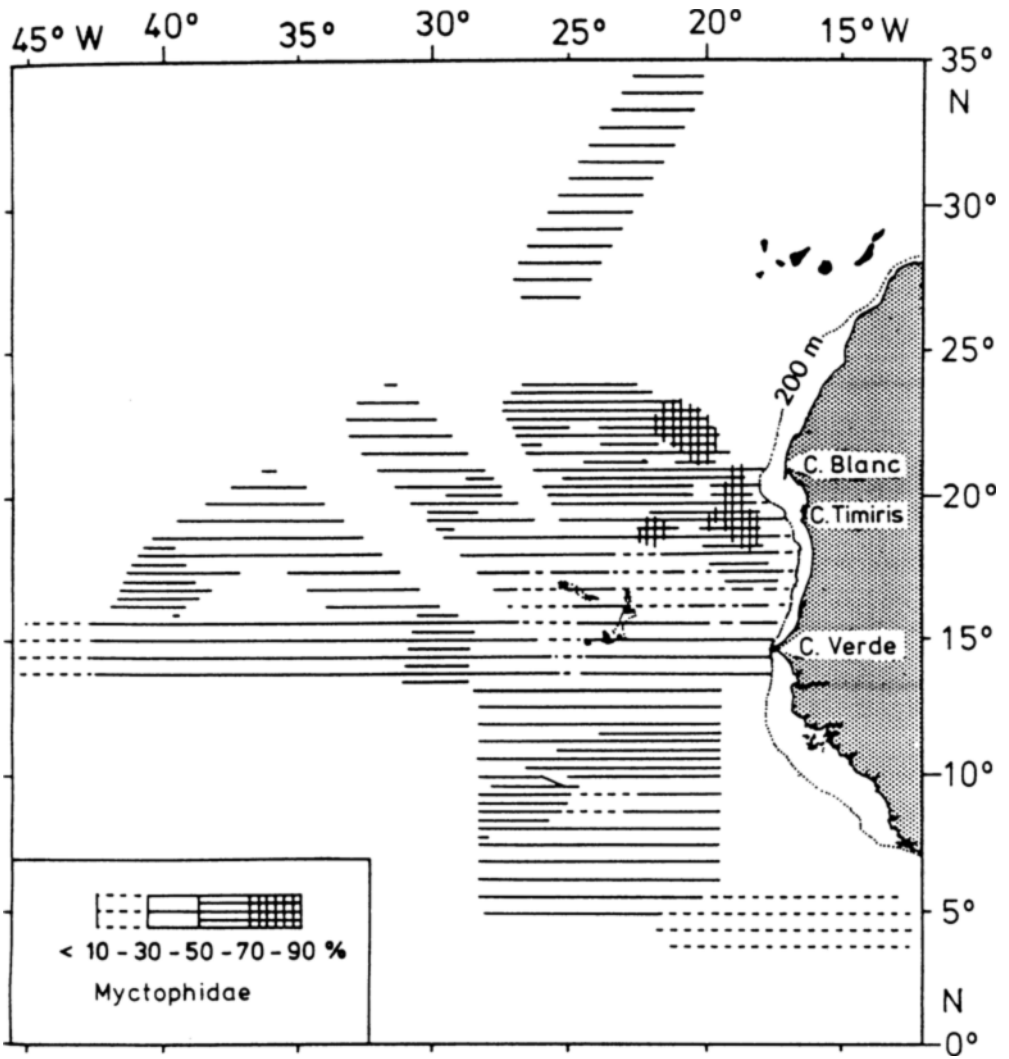 45° W 40° 35° 30° 25° 20° 15° W
35°
N
30°
25°
200 m
C. Blanc
20°
C. Timiris
15°
C. Verde
10°
5°
< 10 - 30 - 50 - 70 - 90 %
Myctophidae
N
0°